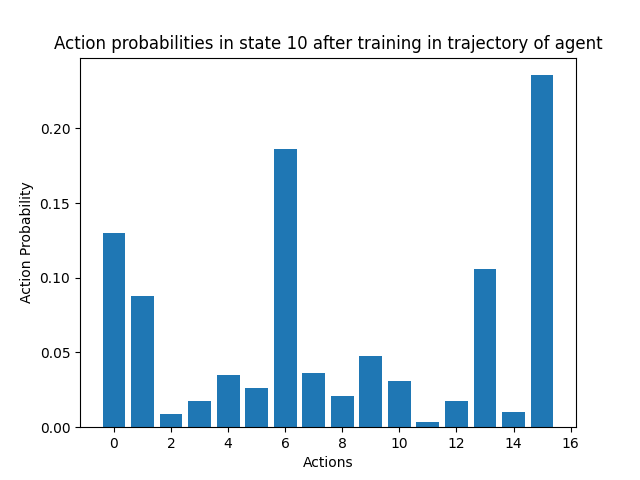 Action probabilities in state 10 after training in trajectory of agent
0.20
0.15
0.10
0.05
0.00
Action Probability
0 2 4 6 8 10 12 14 16
Actions